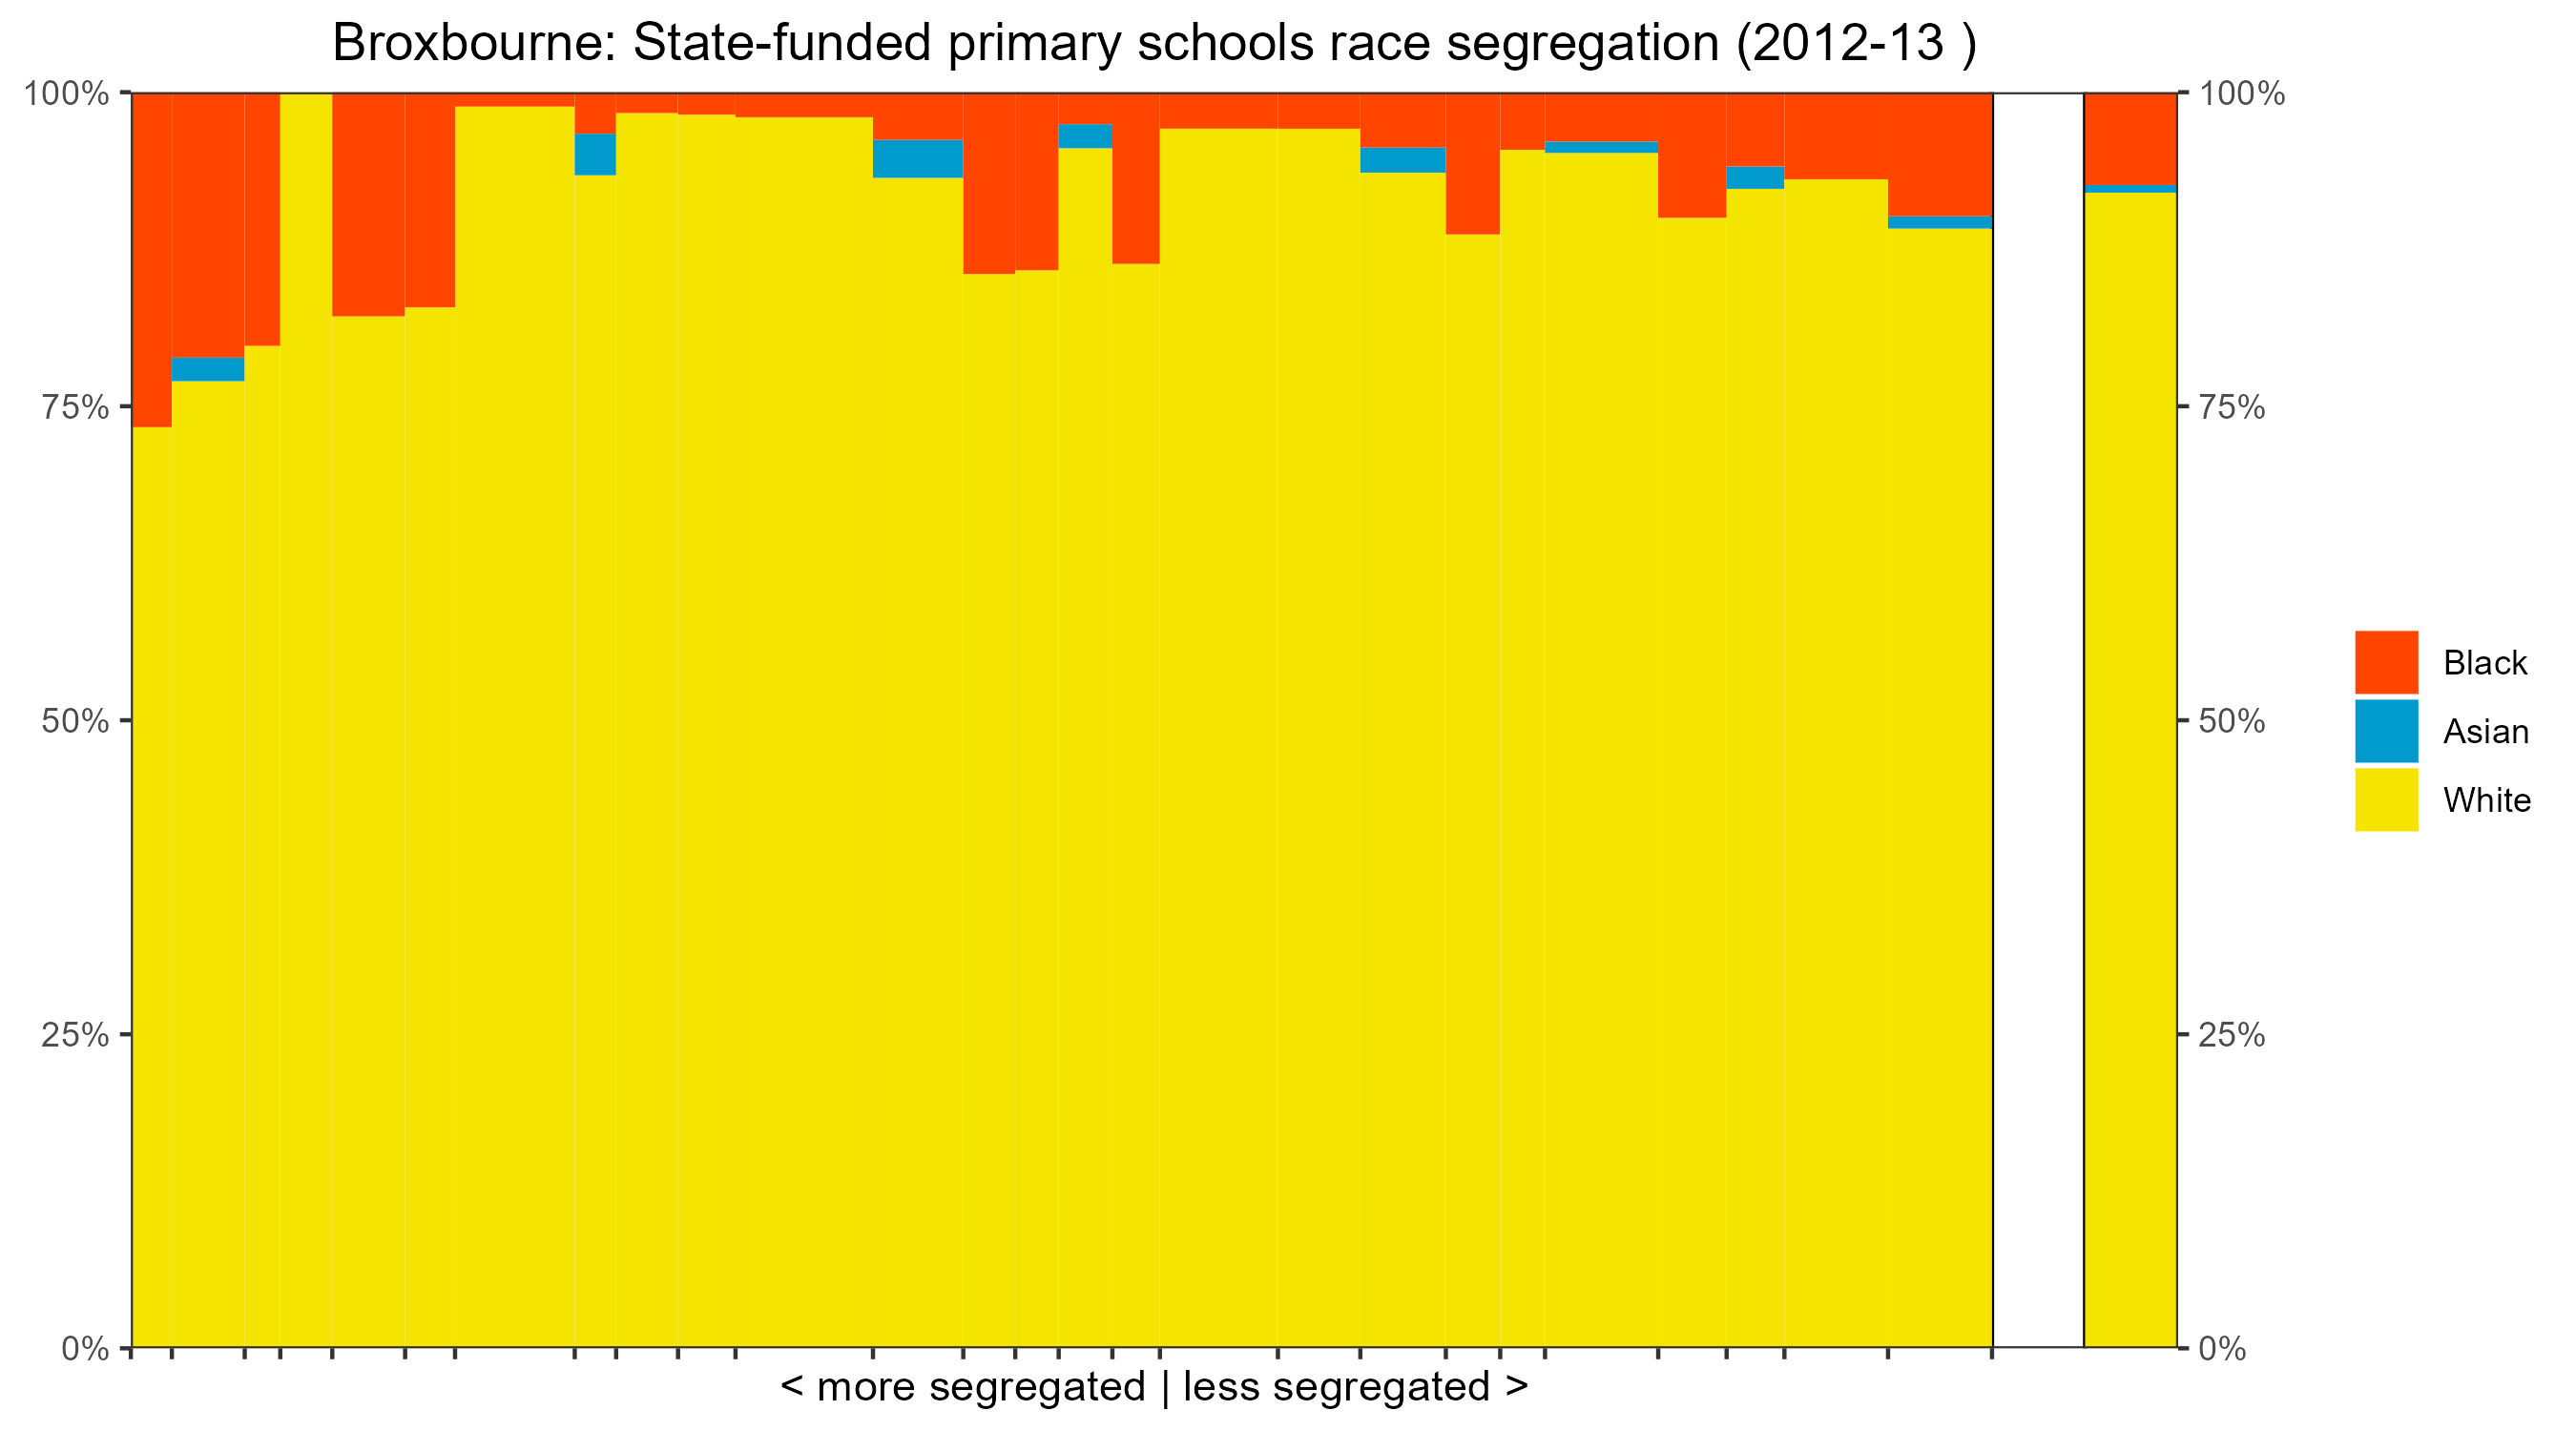 Broxbourne: State-funded primary schools race segregation (2012-13 )
100%
75%
50%
25%
0%
100%
75%
50%
25%
0%
Black
Asian
White
< more segregated | less segregated >